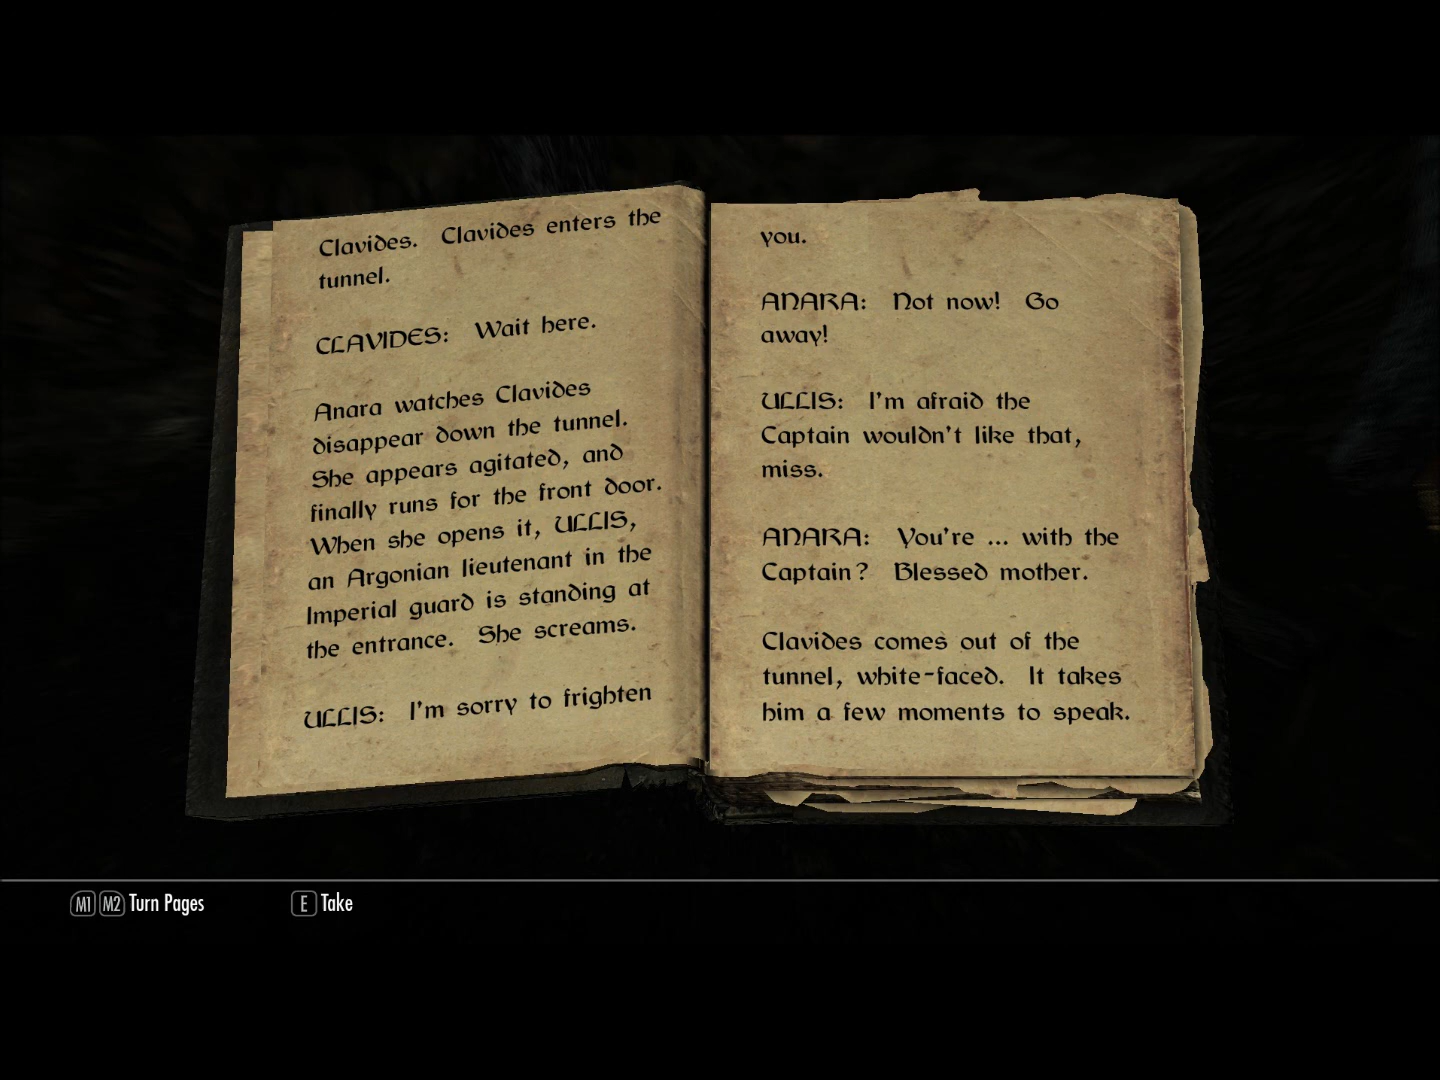 Clavides.  Clavides enters the
tunnel.
CLAVIDES:  Wait here.
Anara watches Clavides
disappear down the tunnel.
She appears agitated, and
finally runs for the front door.
When she opens it, ULLIS,
an Argonian lieutenant in the
Imperial guard is standing at
the entrance.  She screams.
ULLIS:  I'm sorry to frighten
you.
ANARA:  Not now!  Go
away!
ULLIS:  I'm afraid the
Captain wouldn't like that,
miss.
ANARA:  You're ... with the
Captain?  Blessed mother.
Clavides comes out of the
tunnel, white-faced.  It takes
him a few moments to speak.
M1 M2 Turn Pages
E Take